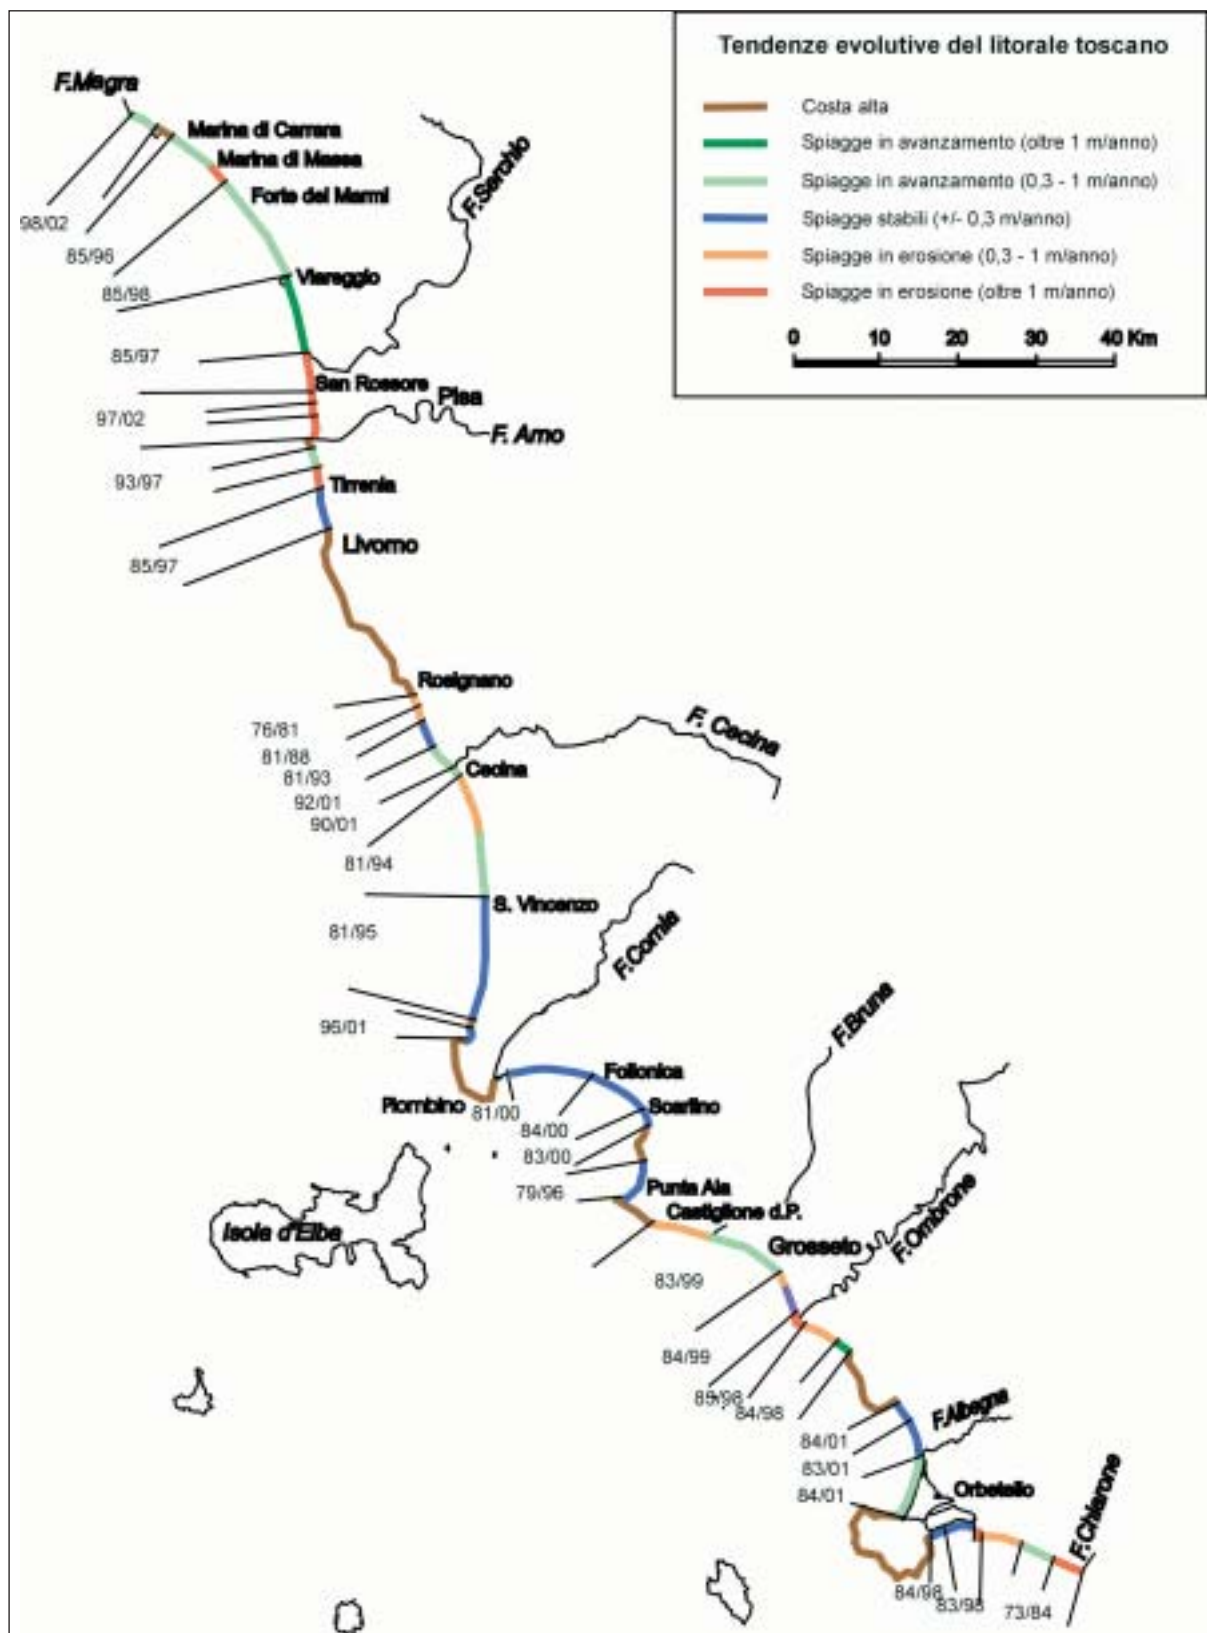 Tendenze evolutive del litorale toscano
Costa alta
Spiagge in avanzamento (oltre 1 m/anno)
Spiagge in avanzamento (0,3 - 1 m/anno)
Spiagge stabili (+/- 0,3 m/anno)
Spiagge in erosione (0,3 - 1 m/anno)
Spiagge in erosione (oltre 1 m/anno)
0 10 20 30 40 Km
F.Magra
Marina di Carrara
Marina di Massa
Forte dei Marmi
F.Serchio
98/02
85/96
85/98
Viareggio
85/97
San Rossore
Pisa
97/02
F. Arno
93/97
Tirrenia
85/97
Livorno
Rosignano
76/81
81/88
81/93
92/01
90/01
F. Cecina
Cecina
81/94
S. Vincenzo
81/95
F.Cornia
96/01
F.Bruna
Follonica
Piombino
81/00
Scarlino
84/00
83/00
79/96
Punta Ala
Castiglione d.P.
Isola d'Elba
Grosseto
F.Ombrone
83/99
84/99
89/98
84/98
84/01
F.Albegna
83/01
84/01
Orbetello
F.Chiarone
84/98
83/98
73/84